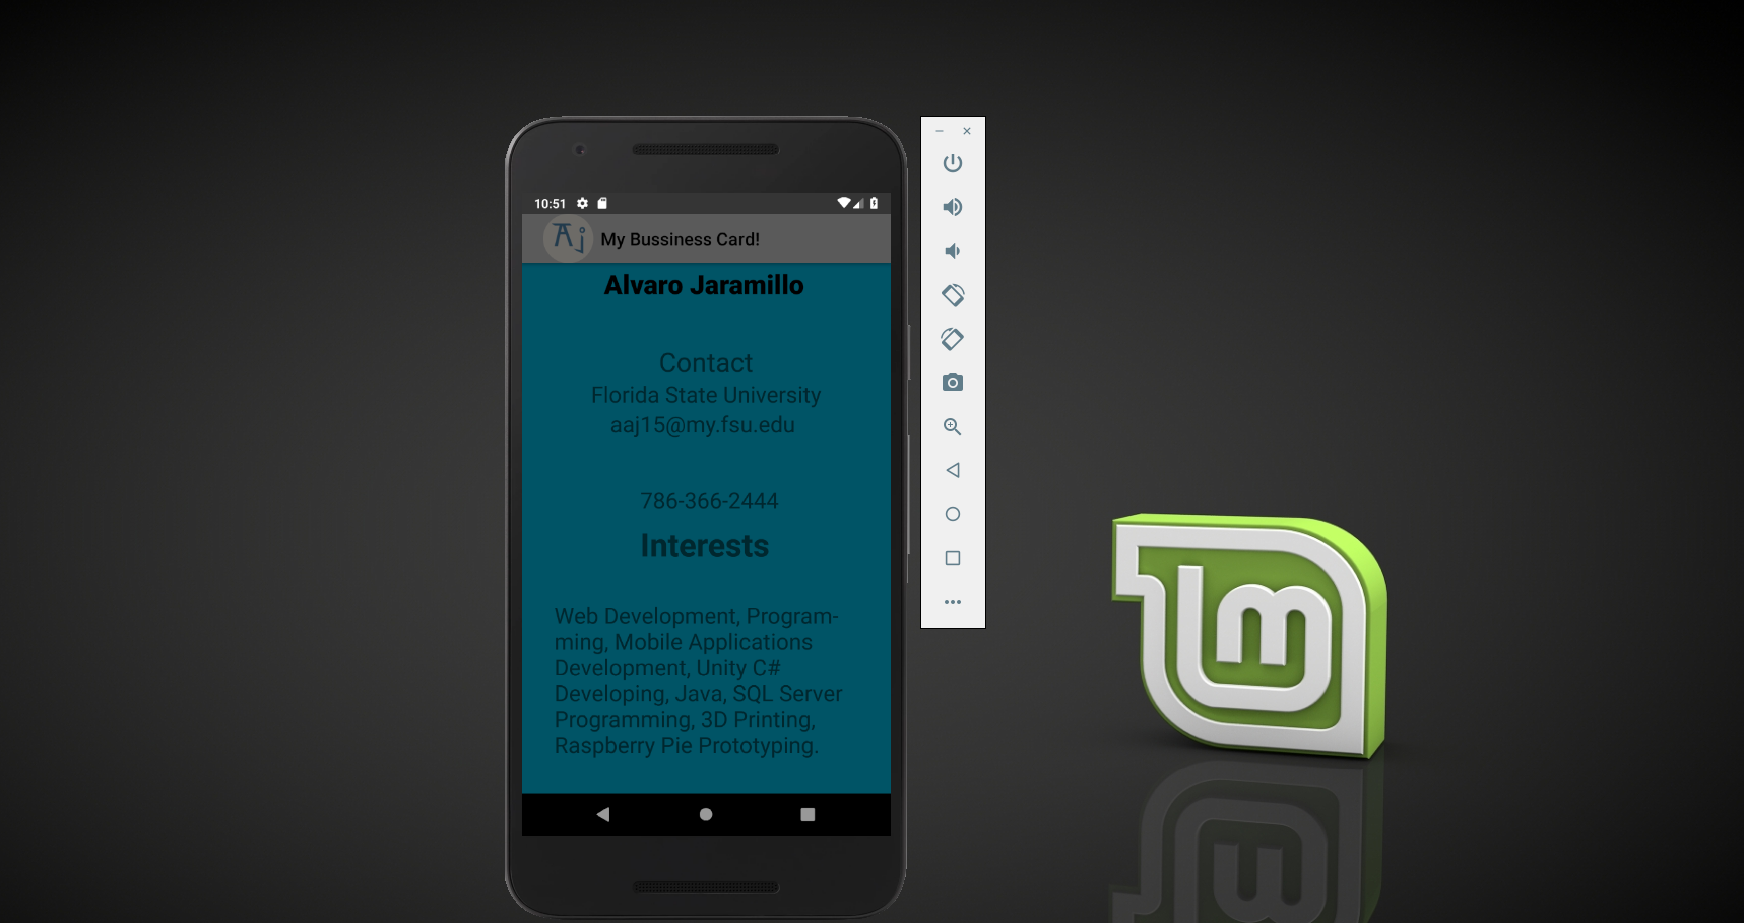 10:51
AJ My Bussiness Card!
Alvaro Jaramillo
Contact
Florida State University
aaj15@my.fsu.edu
786-366-2444
Interests
Web Development, Program-
ming, Mobile Applications
Development, Unity C#
Developing, Java, SQL Server
Programming, 3D Printing,
Raspberry Pie Prototyping.